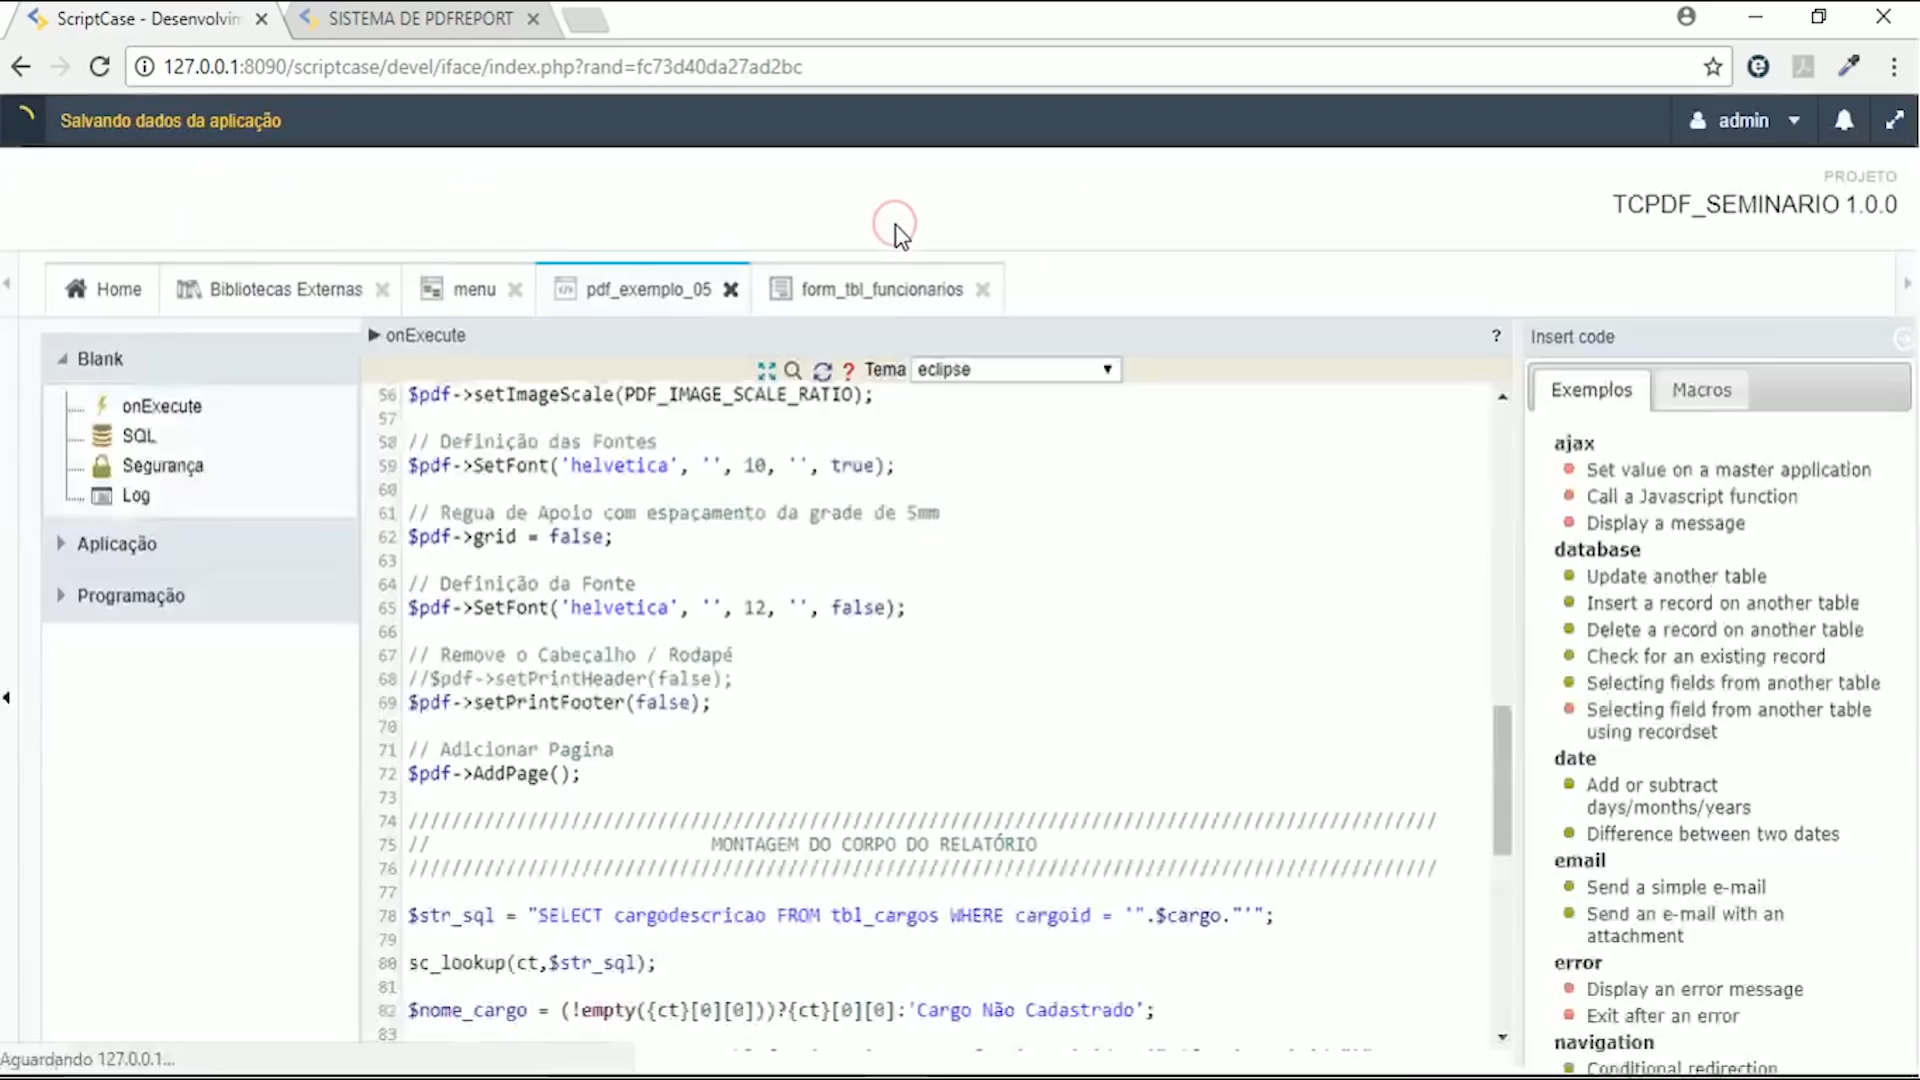 ScriptCase - Desenvolvim
SISTEMA DE PDFREPORT
127.0.0.1:8090/scriptcase/devel/iface/index.php?rand=fc73d40da27ad2bc
Salvando dados da aplicação
admin
PROJETO
TCPDF_SEMINARIO 1.0.0
Home
Bibliotecas Externas
menu
pdf_exemplo_05
form_tbl_funcionarios
Blank
onExecute
SQL
Segurança
Log
Aplicação
Programação
onExecute
?
? Tema eclipse
56 $pdf->setImageScale(PDF_IMAGE_SCALE_RATIO);
57
58 // Definição das Fontes
59 $pdf->SetFont('helvetica', '', 10, '', true);
60
61 // Regua de Apoio com espaçamento da grade de 5mm
62 $pdf->grid = false;
63
64 // Definição da Fonte
65 $pdf->SetFont('helvetica', '', 12, '', false);
66
67 // Remove o Cabeçalho / Rodapé
68 //$pdf->setPrintHeader(false);
69 $pdf->setPrintFooter(false);
70
71 // Adicionar Pagina
72 $pdf->AddPage();
73
74 ///////////////////////////////////////////////////////////////////////////////////////////////
75 // MONTAGEM DO CORPO DO RELATÓRIO
76 ///////////////////////////////////////////////////////////////////////////////////////////////
77
78 $str_sql = "SELECT cargodescricao FROM tbl_cargos WHERE cargoid = '".$cargo."'";
79
80 sc_lookup(ct,$str_sql);
81
82 $nome_cargo = (!empty({ct}[0][0]))?{ct}[0][0]:'Cargo Não Cadastrado';
83
Insert code
Exemplos
Macros
ajax
Set value on a master application
Call a Javascript function
Display a message
database
Update another table
Insert a record on another table
Delete a record on another table
Check for an existing record
Selecting fields from another table
Selecting field from another table
using recordset
date
Add or subtract
days/months/years
Difference between two dates
email
Send a simple e-mail
Send an e-mail with an
attachment
error
Display an error message
Exit after an error
navigation
Conditional redirection
Aguardando 127.0.0.1...